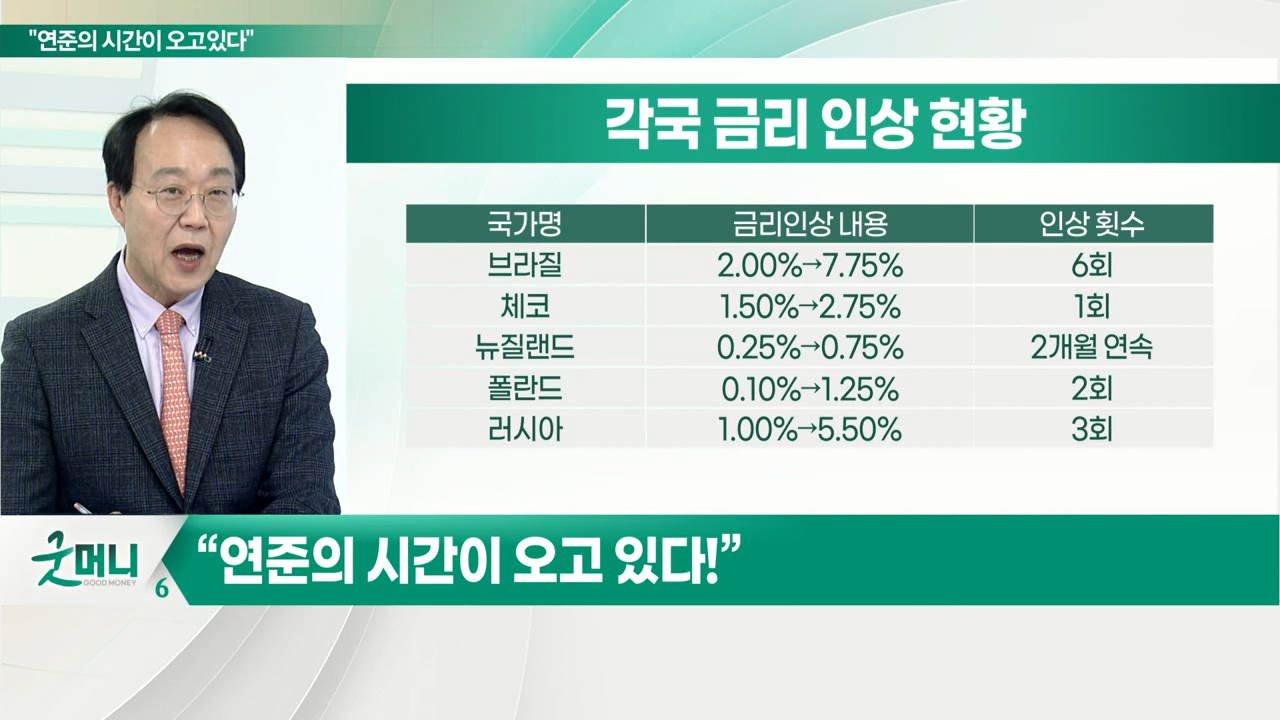 "연준의 시간이 오고있다"
각국 금리 인상 현황
국가명 금리인상 내용 인상 횟수
브라질 2.00%→7.75% 6회
체코 1.50%→2.75% 1회
뉴질랜드 0.25%→0.75% 2개월 연속
폴란드 0.10%→1.25% 2회
러시아 1.00%→5.50% 3회
굿머니
GOOD MONEY
6
“연준의 시간이 오고 있다!”